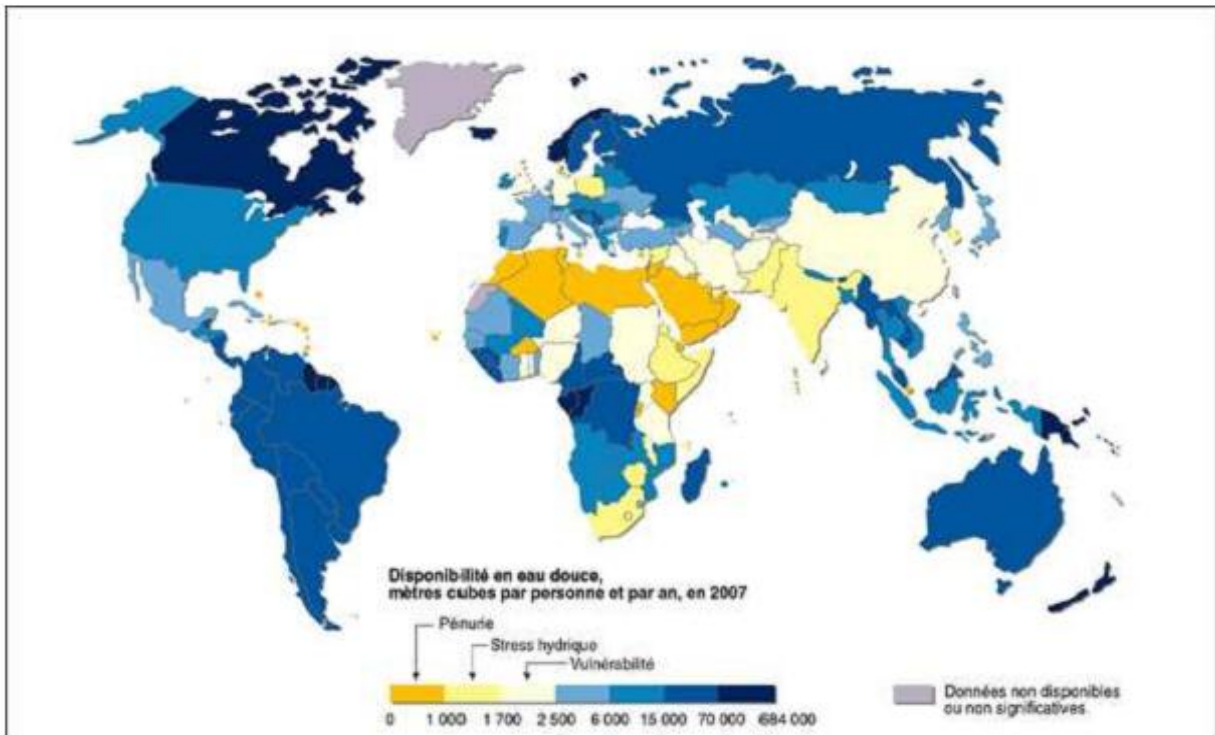 Disponibilité en eau douce,
mètres cubes par personne et par an, en 2007
Pénurie
Stress hydrique
Vulnérabilité
0 1 000 1 700 2 500 6 000 15 000 70 000 684 000
Données non disponibles
ou non significatives